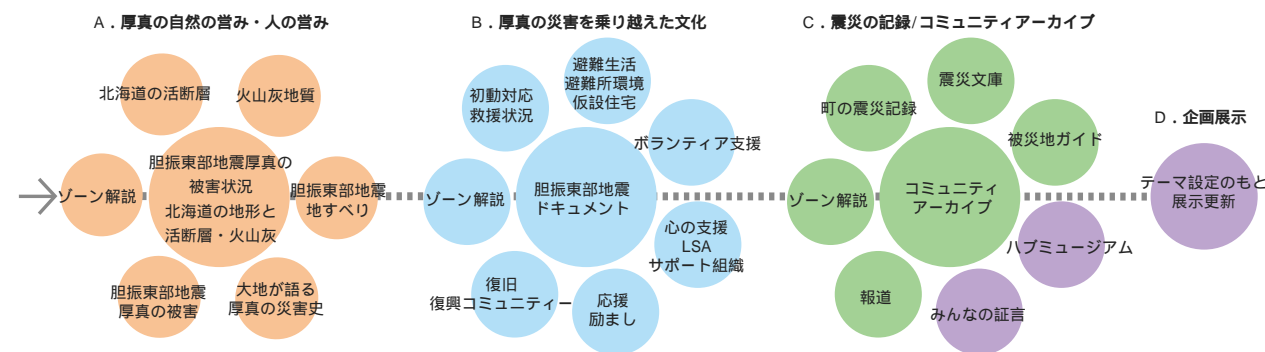 A．厚真の自然の営み・人の営み
北海道の活断層
火山灰地質
ゾーン解説
胆振東部地震厚真の
被害状況
北海道の地形と
活断層・火山灰
胆振東部地震
地すべり
胆振東部地震
厚真の被害
大地が語る
厚真の災害史
B．厚真の災害を乗り越えた文化
初動対応
救援状況
避難生活
避難所環境
仮設住宅
ボランティア支援
ゾーン解説
胆振東部地震
ドキュメント
心の支援
LSA
サポート組織
復旧
復興コミュニティー
応援
励まし
C．震災の記録/コミュニティアーカイブ
町の震災記録
震災文庫
被災地ガイド
ゾーン解説
コミュニティ
アーカイブ
ハブミュージアム
報道
みんなの証言
D．企画展示
テーマ設定のもと
展示更新